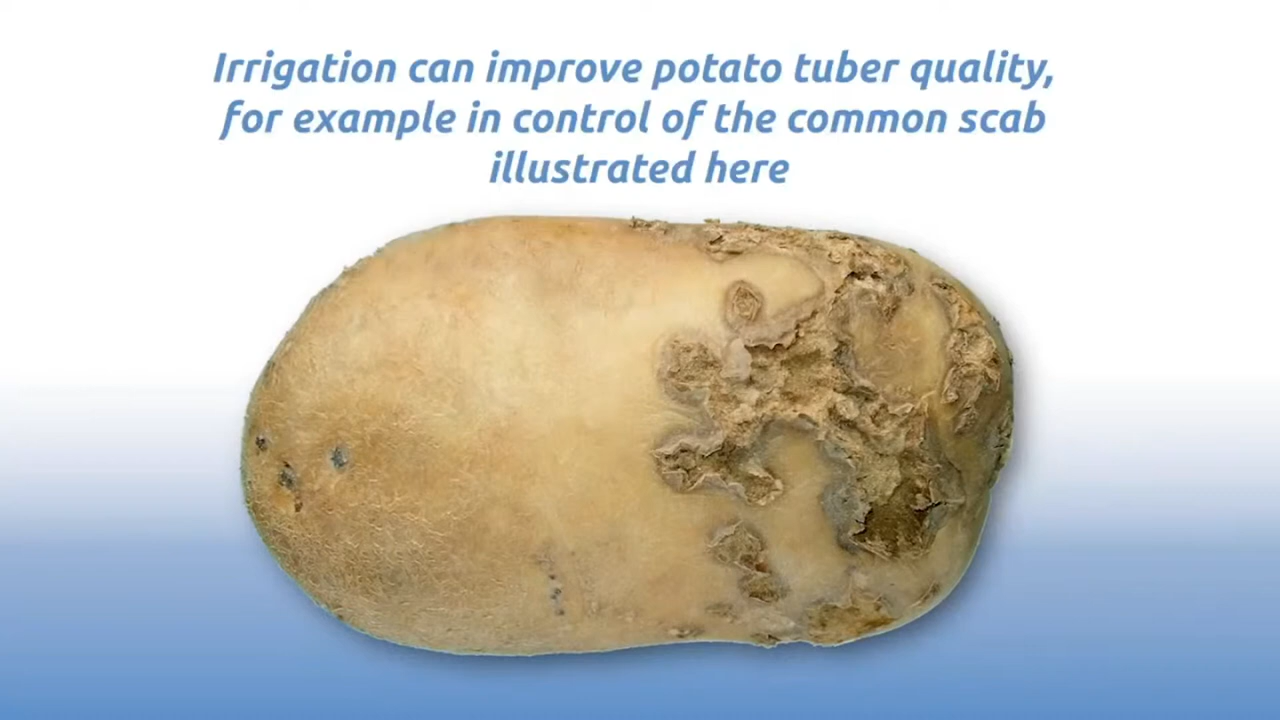 Irrigation can improve potato tuber quality,
for example in control of the common scab
illustrated here